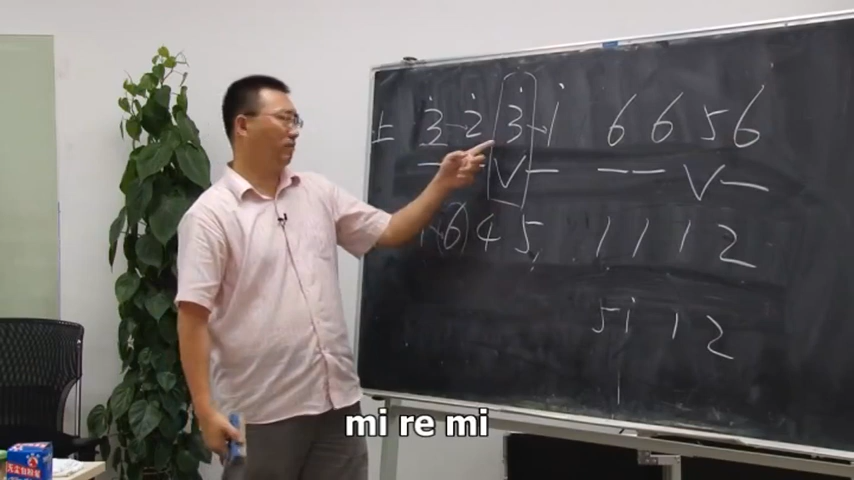 上 3 2 3 1 6 6 5 6
— V — — — V —
(6) 4 5, 1 1 1 2
5 i 1 2
mi re mi